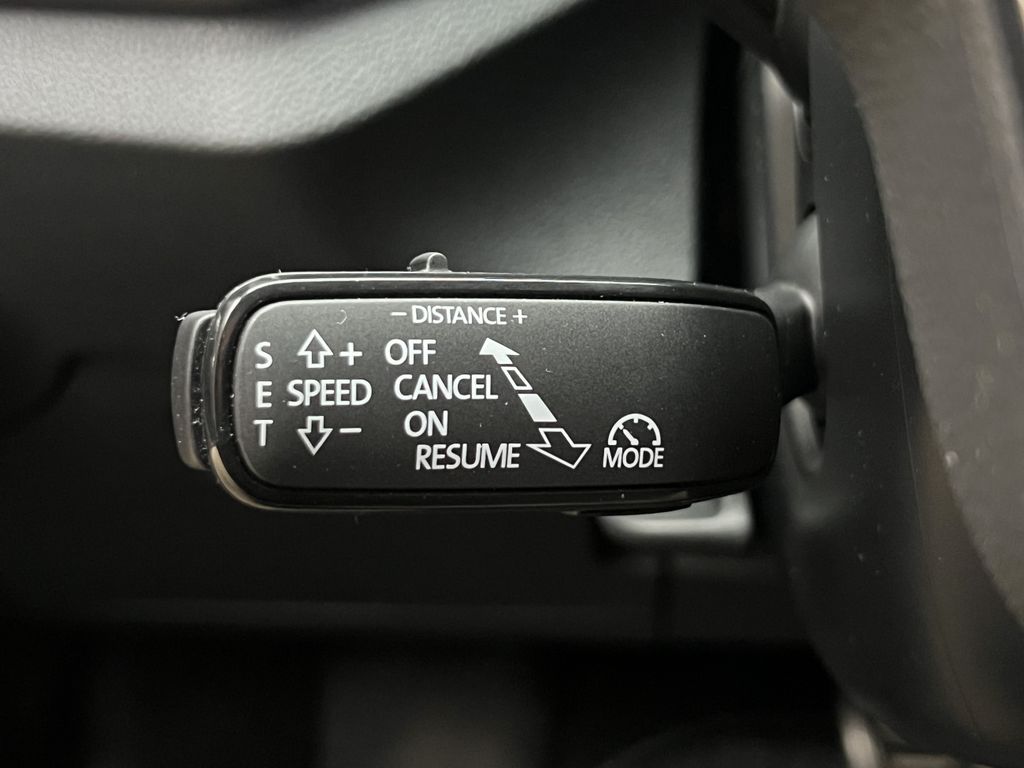 − DISTANCE +
S + OFF
E SPEED CANCEL
T − ON
RESUME MODE